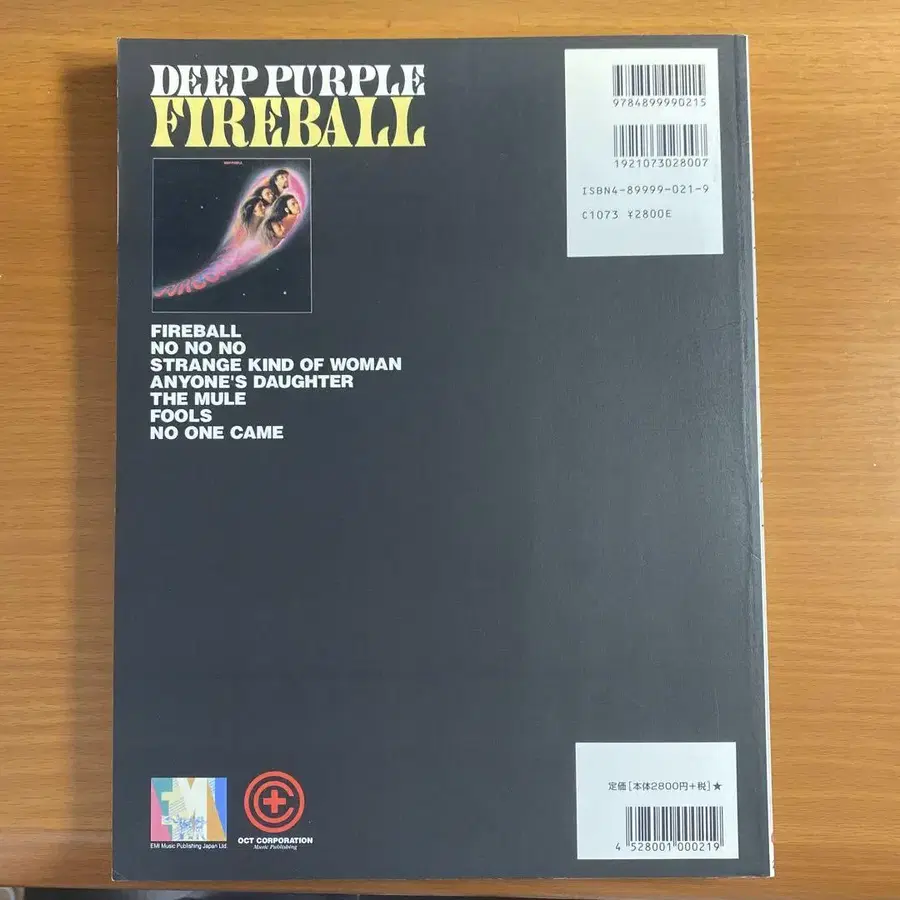 DEEP PURPLE
FIREBALL
FIREBALL
NO NO NO
STRANGE KIND OF WOMAN
ANYONE'S DAUGHTER
THE MULE
FOOLS
NO ONE CAME
9784899990215
1921073028007
ISBN4-89999-021-9
C1073 ¥2800E
EMI
EMI Music Publishing Japan Ltd.
OCT CORPORATION
Music Publishing
定価[本体2800円+税]★
4 528001 000219